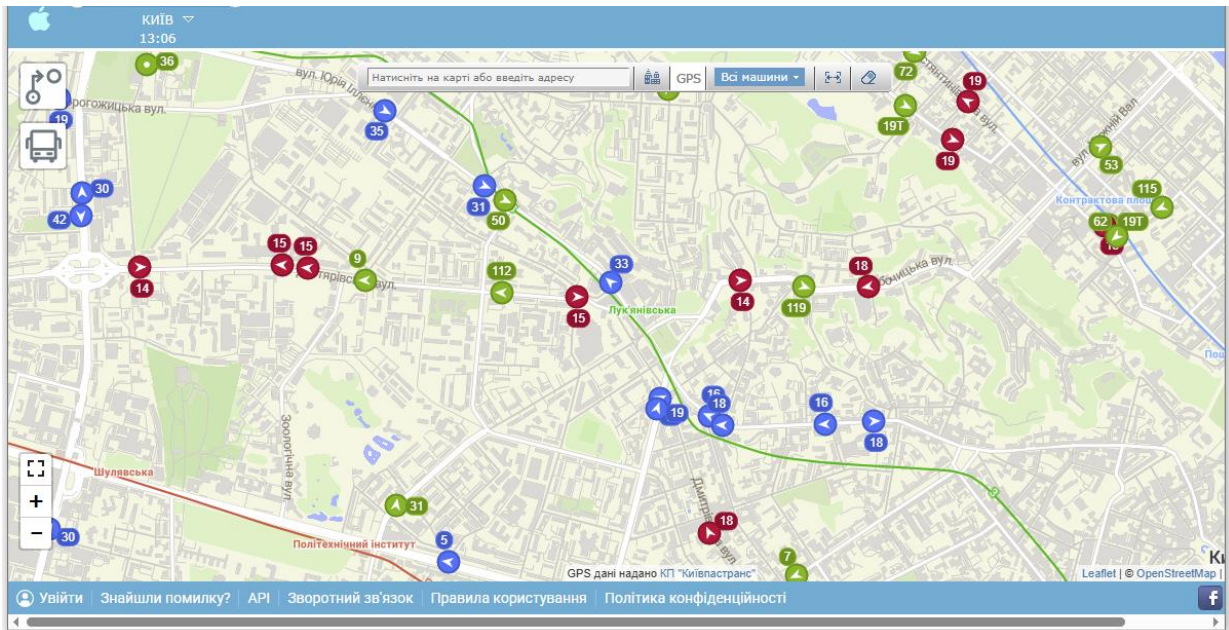 КИЇВ
13:06
36
вул. Юрія Іллєнка
Натисніть на карті або введіть адресу
GPS
Всі машини
72
19
35
19
19Т
19
53
30
42
31
50
115
Контрактова площ
62
19Т
15
15
9
112
33
18
14
15
14
119
Лук'янівська
16
18
19
16
18
Зоологічна вул
Шулявська
31
18
30
Політехнічний інститут
5
7
GPS дані надано КП "Київпастранс"
Leaflet | © OpenStreetMap |
Увійти
Знайшли помилку?
API
Зворотний зв'язок
Правила користування
Політика конфіденційності